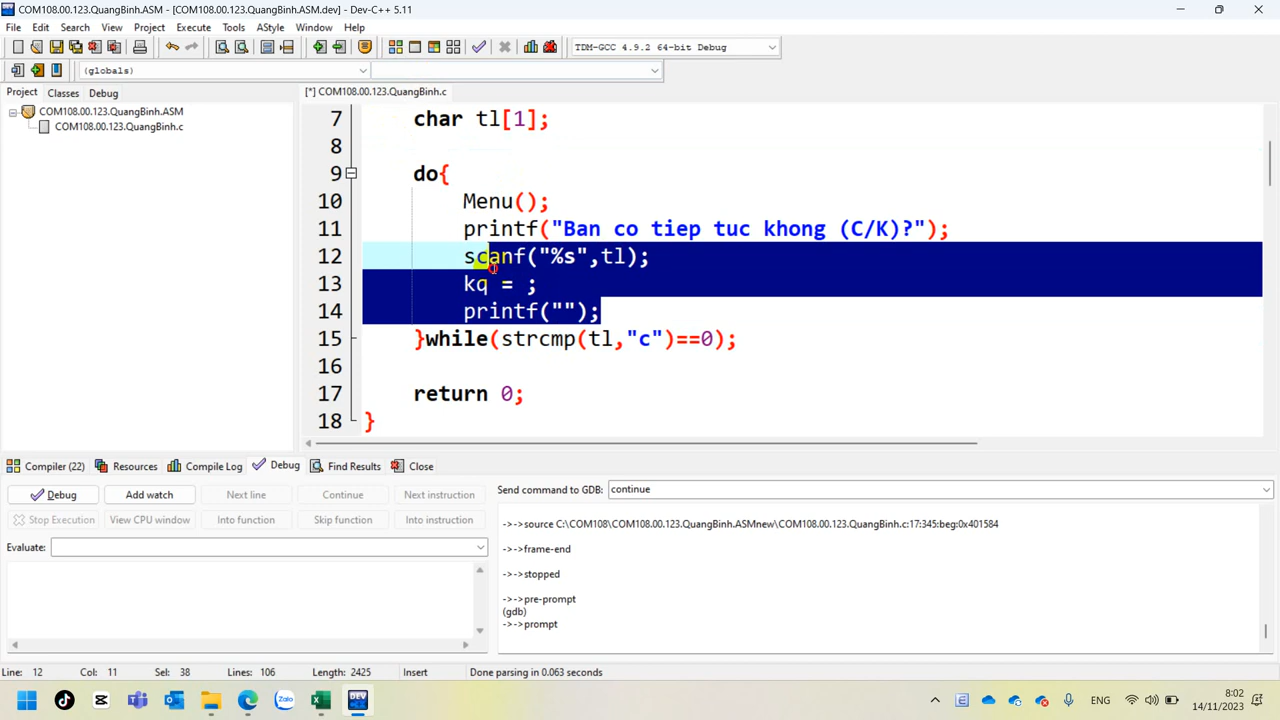 COM108.00.123.QuangBinh.ASM - [COM108.00.123.QuangBinh.ASM.dev] - Dev-C++ 5.11
File Edit Search View Project Execute Tools AStyle Window Help
TDM-GCC 4.9.2 64-bit Debug
(globals)
Project Classes Debug
[*] COM108.00.123.QuangBinh.c
COM108.00.123.QuangBinh.ASM
COM108.00.123.QuangBinh.c
7 char tl[1];
8
9 do{
10 Menu();
11 printf("Ban co tiep tuc khong (C/K)?");
12 scanf("%s",tl);
13 kq = ;
14 printf("");
15 }while(strcmp(tl,"c")==0);
16
17 return 0;
18 }
Compiler (22) Resources Compile Log Debug Find Results Close
Debug Add watch Next line Continue Next instruction
Stop Execution View CPU window Into function Skip function Into instruction
Evaluate:
Send command to GDB: continue
->->source C:\COM108\COM108.00.123.QuangBinh.ASMnew\COM108.00.123.QuangBinh.c:17:345:beg:0x401584
->->frame-end
->->stopped
->->pre-prompt
(gdb)
->->prompt
Line: 12 Col: 11 Sel: 38 Lines: 106 Length: 2425 Insert Done parsing in 0.063 seconds
Zalo
DEV
ENG
8:02
14/11/2023